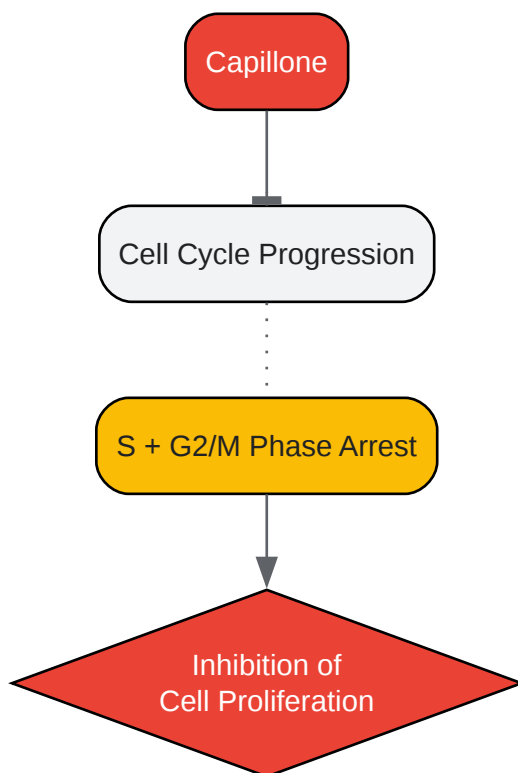 Capillone
Cell Cycle Progression
S + G2/M Phase Arrest
Inhibition of
Cell Proliferation